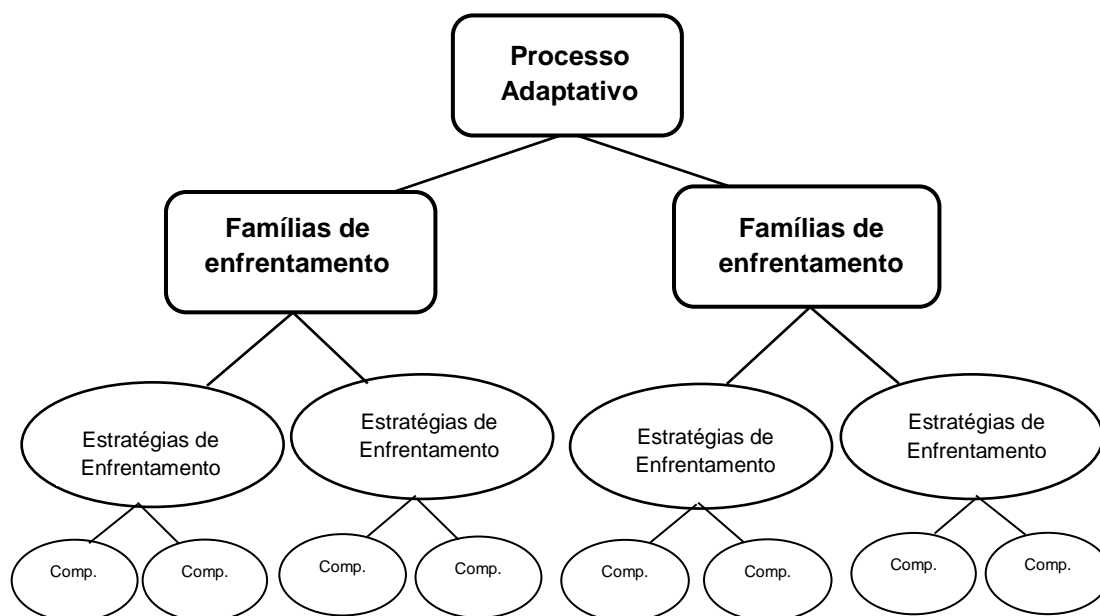 Processo
Adaptativo
Famílias de
enfrentamento
Famílias de
enfrentamento
Estratégias de
Enfrentamento
Estratégias de
Enfrentamento
Estratégias de
Enfrentamento
Estratégias de
Enfrentamento
Comp.
Comp.
Comp.
Comp.
Comp.
Comp.
Comp.
Comp.